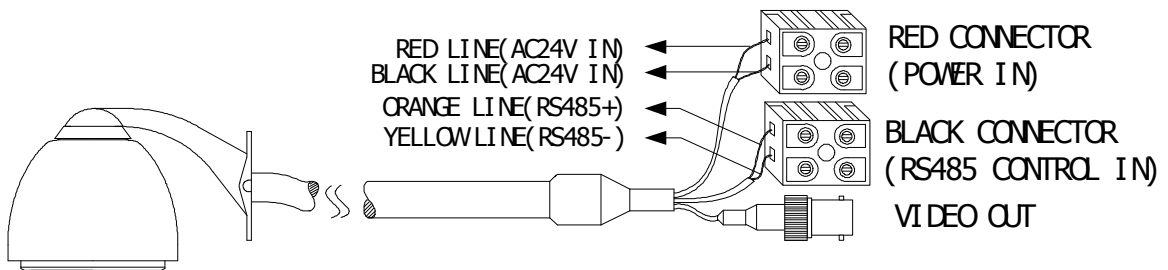 RED LINE(AC24V IN)
BLACK LINE(AC24V IN)
ORANGE LINE(RS485+)
YELLOW LINE(RS485-)
RED CONNECTOR
(POWER IN)
BLACK CONNECTOR
(RS485 CONTROL IN)
VIDEO OUT